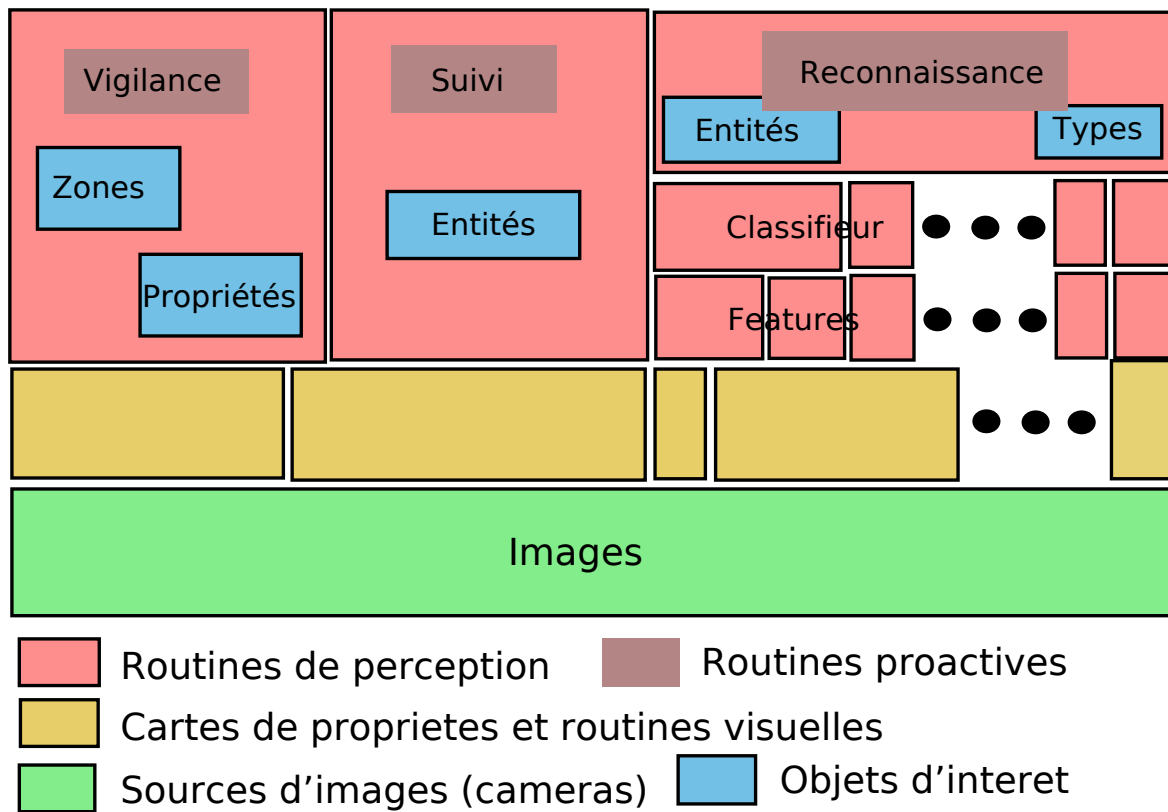 Vigilance
Suivi
Reconnaissance
Entités
Types
Zones
Entités
Classifieur
Propriétés
Features
Images
Routines de perception
Routines proactives
Cartes de proprietes et routines visuelles
Sources d’images (cameras)
Objets d’interet